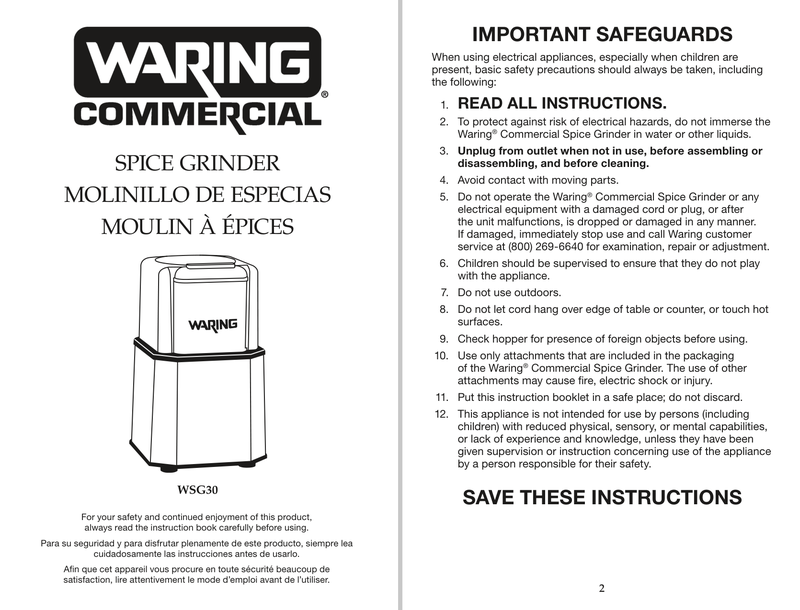 WARING
COMMERCIAL®
SPICE GRINDER
MOLINILLO DE ESPECIAS
MOULIN À ÉPICES
WARING
WSG30
For your safety and continued enjoyment of this product,
always read the instruction book carefully before using.
Para su seguridad y para disfrutar plenamente de este producto, siempre lea
cuidadosamente las instrucciones antes de usarlo.
Afin que cet appareil vous procure en toute sécurité beaucoup de
satisfaction, lire attentivement le mode d'emploi avant de l'utiliser.
IMPORTANT SAFEGUARDS
When using electrical appliances, especially when children are
present, basic safety precautions should always be taken, including
the following:
1. READ ALL INSTRUCTIONS.
2. To protect against risk of electrical hazards, do not immerse the
Waring® Commercial Spice Grinder in water or other liquids.
3. Unplug from outlet when not in use, before assembling or
disassembling, and before cleaning.
4. Avoid contact with moving parts.
5. Do not operate the Waring® Commercial Spice Grinder or any
electrical equipment with a damaged cord or plug, or after
the unit malfunctions, is dropped or damaged in any manner.
If damaged, immediately stop use and call Waring customer
service at (800) 269-6640 for examination, repair or adjustment.
6. Children should be supervised to ensure that they do not play
with the appliance.
7. Do not use outdoors.
8. Do not let cord hang over edge of table or counter, or touch hot
surfaces.
9. Check hopper for presence of foreign objects before using.
10. Use only attachments that are included in the packaging
of the Waring® Commercial Spice Grinder. The use of other
attachments may cause fire, electric shock or injury.
11. Put this instruction booklet in a safe place; do not discard.
12. This appliance is not intended for use by persons (including
children) with reduced physical, sensory, or mental capabilities,
or lack of experience and knowledge, unless they have been
given supervision or instruction concerning use of the appliance
by a person responsible for their safety.
SAVE THESE INSTRUCTIONS
2